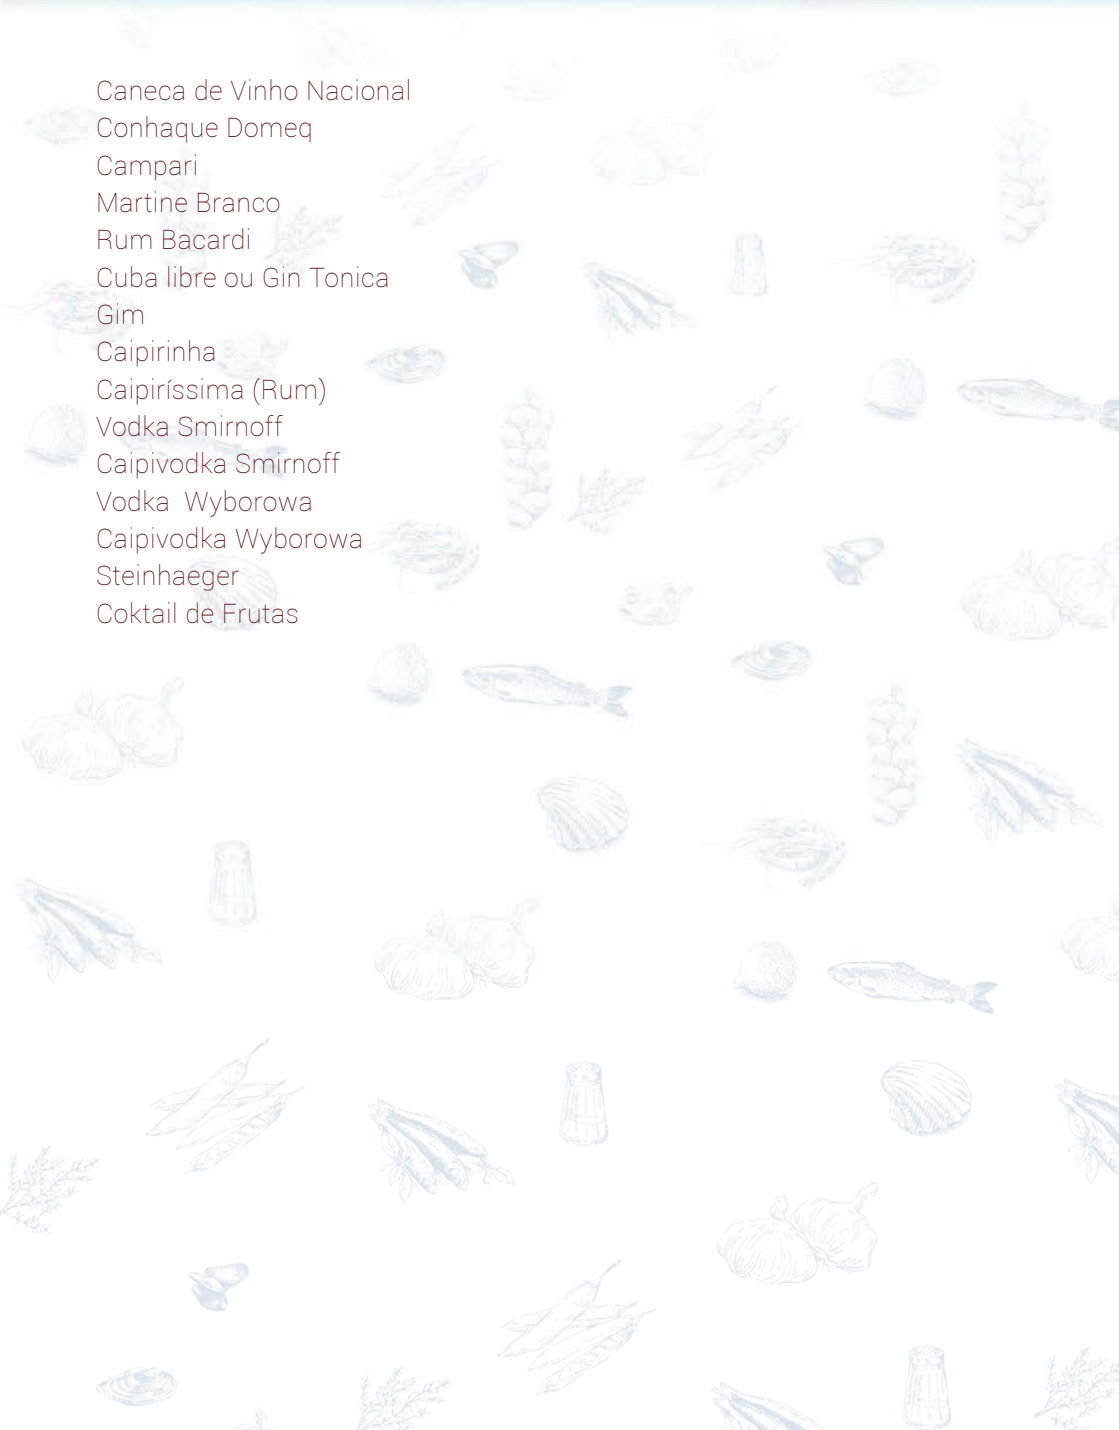 Caneca de Vinho Nacional
Conhaque Domeq
Campari
Martine Branco
Rum Bacardi
Cuba libre ou Gin Tonica
Gim
Caipirinha
Caipiríssima (Rum)
Vodka Smirnoff
Caipivodka Smirnoff
Vodka  Wyborowa
Caipivodka Wyborowa
Steinhaeger
Coktail de Frutas